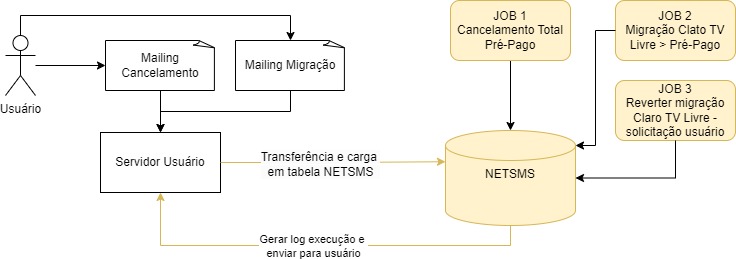 Usuário
Mailing
Cancelamento
Mailing Migração
JOB 1
Cancelamento Total
Pré-Pago
JOB 2
Migração Clato TV
Livre > Pré-Pago
JOB 3
Reverter migração
Claro TV Livre -
solicitação usuário
Servidor Usuário
Transferência e carga
em tabela NETSMS
NETSMS
Gerar log execução e
enviar para usuário